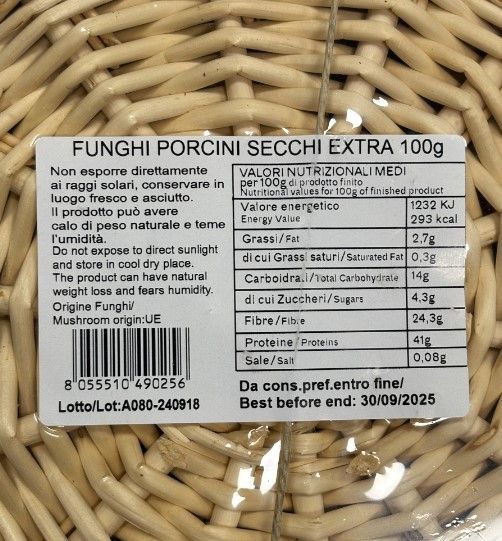 FUNGHI PORCINI SECCHI EXTRA 100g
Non esporre direttamente
ai raggi solari, conservare in
luogo fresco e asciutto.
Il prodotto può avere
calo di peso naturale e teme
l'umidità.
Do not expose to direct sunlight
and store in cool dry place.
The product can have natural
weight loss and fears humidity.
Origine Funghi/
Mushroom origin:UE
8 055510 490256
Lotto/Lot:A080-240918
VALORI NUTRIZIONALI MEDI
per 100g di prodotto finito
Nutritional values for 100g of finished product
Valore energetico 1232 KJ
Energy Value 293 kcal
Grassi/Fat 2,7g
di cui Grassi saturi/Saturated Fat 0,3g
Carboidrati/Total Carbohydrate 14g
di cui Zuccheri/Sugars 4,3g
Fibre/Fibre 24,3g
Proteine/Proteins 41g
Sale/Salt 0,08g
Da cons.pref.entro fine/
Best before end: 30/09/2025